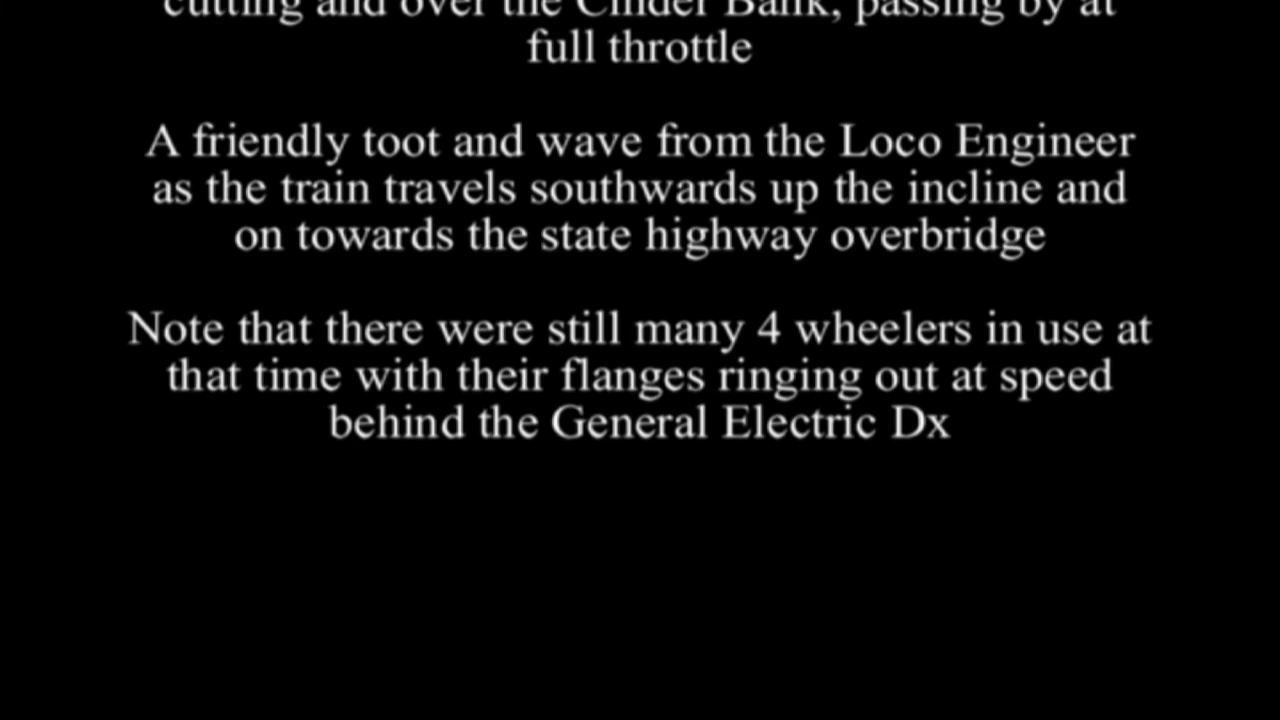 cutting and over the Cinder Bank, passing by at
full throttle
A friendly toot and wave from the Loco Engineer
as the train travels southwards up the incline and
on towards the state highway overbridge
Note that there were still many 4 wheelers in use at
that time with their flanges ringing out at speed
behind the General Electric Dx